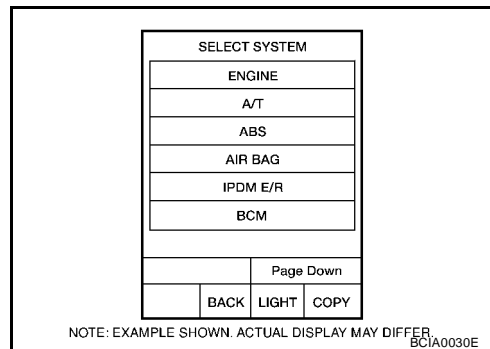 SELECT SYSTEM
ENGINE
A/T
ABS
AIR BAG
IPDM E/R
BCM
Page Down
BACK LIGHT COPY
NOTE: EXAMPLE SHOWN. ACTUAL DISPLAY MAY DIFFER.
BCIA0030E